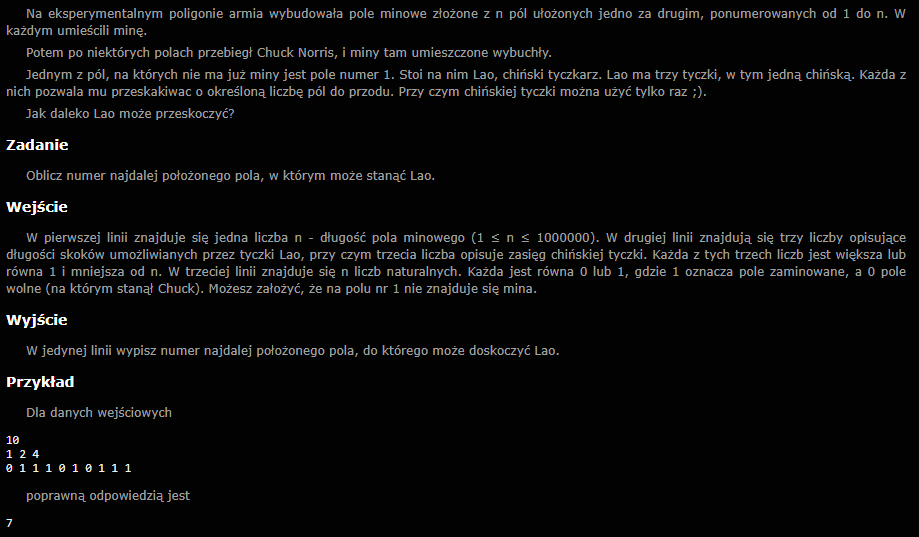 Na eksperymentalnym poligonie armia wybudowała pole minowe złożone z n pól ułożonych jedno za drugim, ponumerowanych od 1 do n. W
każdym umieścili minę.
Potem po niektórych polach przebiegł Chuck Norris, i miny tam umieszczone wybuchły.
Jednym z pól, na których nie ma już miny jest pole numer 1. Stoi na nim Lao, chiński tyczkarz. Lao ma trzy tyczki, w tym jedną chińską. Każda z
nich pozwala mu przeskakiwac o określoną liczbę pól do przodu. Przy czym chińskiej tyczki można użyć tylko raz ;).
Jak daleko Lao może przeskoczyć?
Zadanie
Oblicz numer najdalej położonego pola, w którym może stanąć Lao.
Wejście
W pierwszej linii znajduje się jedna liczba n - długość pola minowego (1 ≤ n ≤ 1000000). W drugiej linii znajdują się trzy liczby opisujące
długości skoków umożliwianych przez tyczki Lao, przy czym trzecia liczba opisuje zasięg chińskiej tyczki. Każda z tych trzech liczb jest większa lub
równa 1 i mniejsza od n. W trzeciej linii znajduje się n liczb naturalnych. Każda jest równa 0 lub 1, gdzie 1 oznacza pole zaminowane, a 0 pole
wolne (na którym stanął Chuck). Możesz założyć, że na polu nr 1 nie znajduje się mina.
Wyjście
W jedynej linii wypisz numer najdalej położonego pola, do którego może doskoczyć Lao.
Przykład
Dla danych wejściowych
10
1 2 4
0 1 1 1 0 1 0 1 1 1
poprawną odpowiedzią jest
7